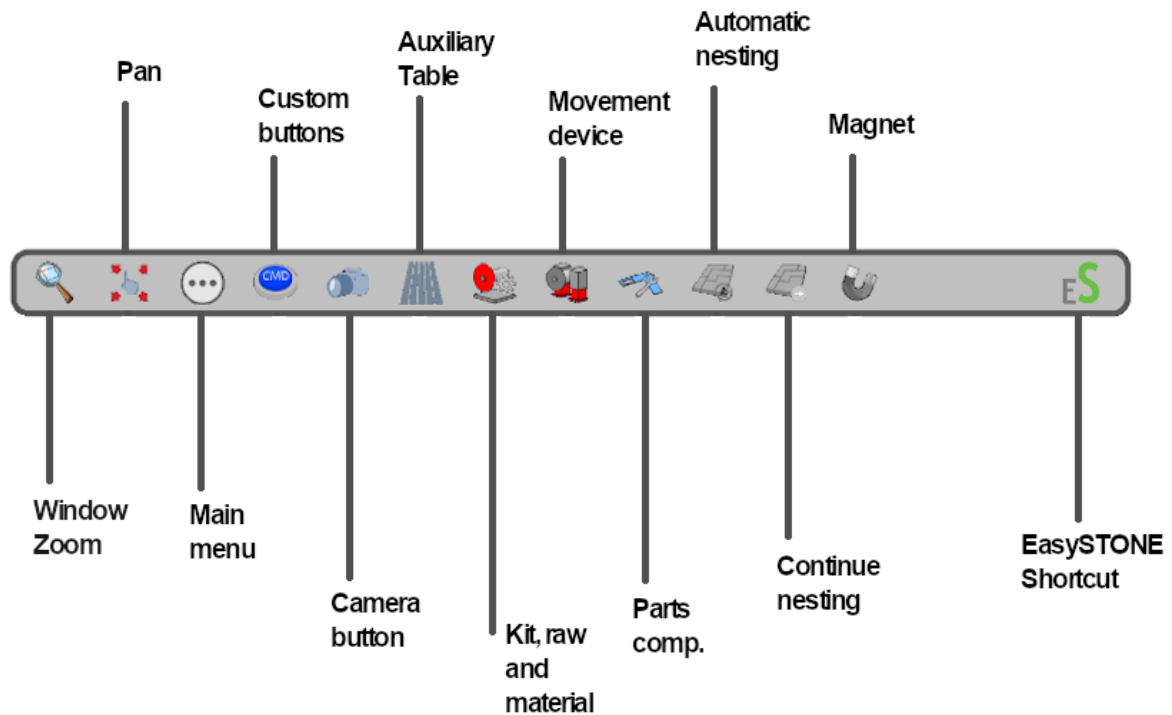 Automatic
nesting
Auxiliary
Table
Pan
Custom
buttons
Movement
device
Magnet
CMD
ES
Window
Zoom
Main
menu
EasySTONE
Shortcut
Continue
nesting
Camera
button
Parts
comp.
Kit, raw
and
material